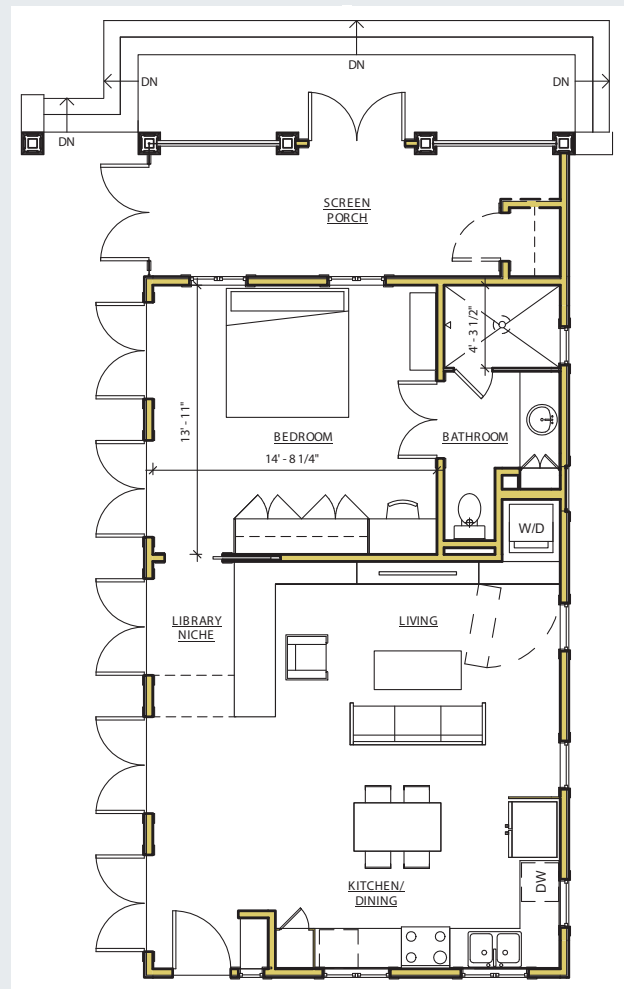 DN
DN
DN
DN
SCREEN
PORCH
4' - 3 1/2"
13' - 11"
BEDROOM
BATHROOM
14' - 8 1/4"
W/D
LIBRARY
NICHE
LIVING
DW
KITCHEN/
DINING